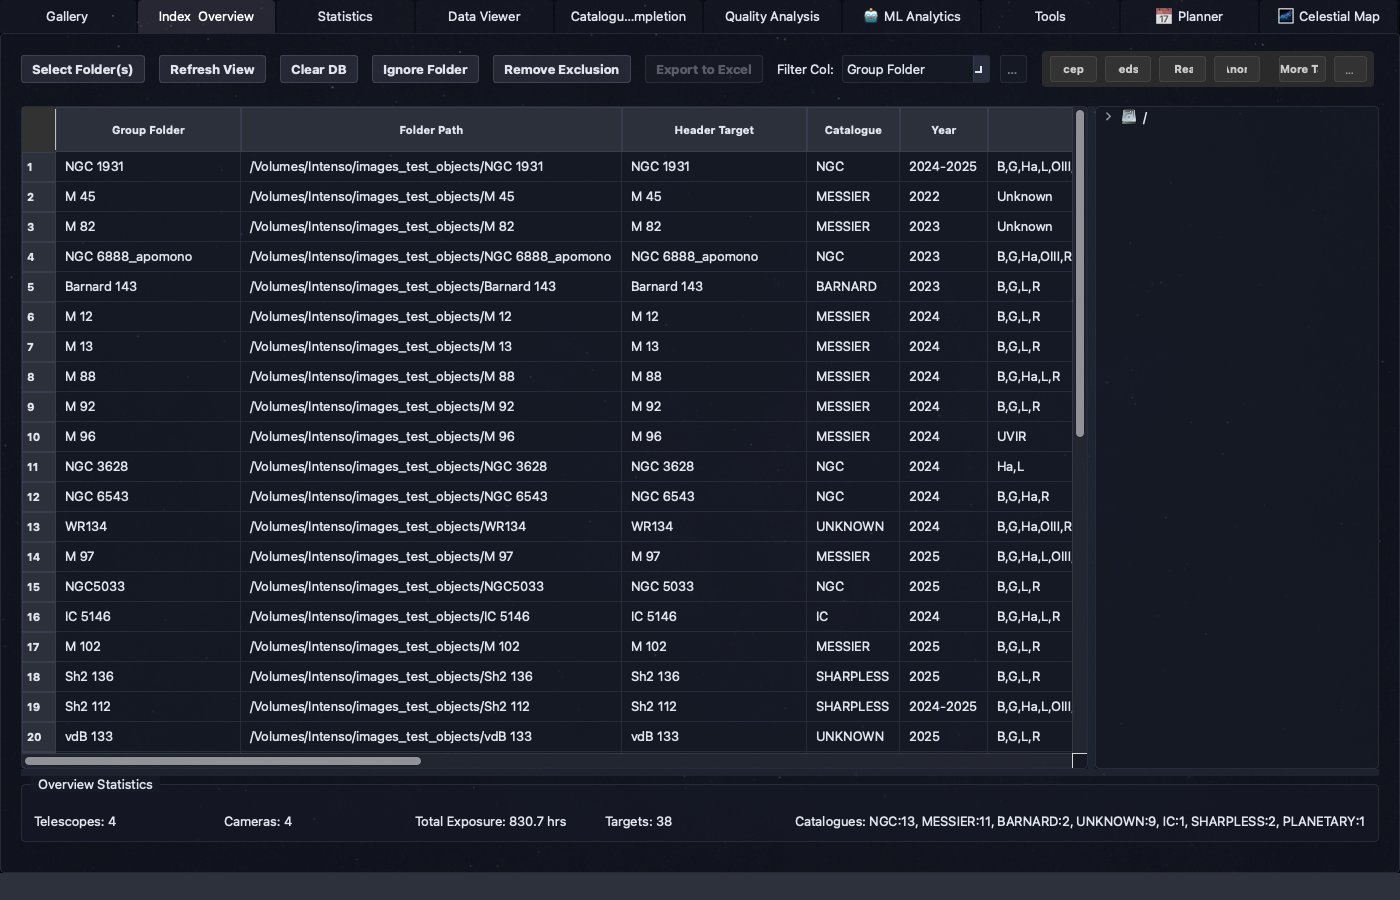 Gallery Index Overview Statistics Data Viewer Catalogu...mpletion Quality Analysis ML Analytics Tools Planner Celestial Map
Select Folder(s) Refresh View Clear DB Ignore Folder Remove Exclusion Export to Excel Filter Col: Group Folder ... cep eds Rea More T ...
Group Folder Folder Path Header Target Catalogue Year
/
1 NGC 1931 /Volumes/Intenso/images_test_objects/NGC 1931 NGC 1931 NGC 2024-2025 B,G,Ha,L,OIII,
2 M 45 /Volumes/Intenso/images_test_objects/M 45 M 45 MESSIER 2022 Unknown
3 M 82 /Volumes/Intenso/images_test_objects/M 82 M 82 MESSIER 2023 Unknown
4 NGC 6888_apomono /Volumes/Intenso/images_test_objects/NGC 6888_apomono NGC 6888_apomono NGC 2023 B,G,Ha,OIII,R
5 Barnard 143 /Volumes/Intenso/images_test_objects/Barnard 143 Barnard 143 BARNARD 2023 B,G,L,R
6 M 12 /Volumes/Intenso/images_test_objects/M 12 M 12 MESSIER 2024 B,G,L,R
7 M 13 /Volumes/Intenso/images_test_objects/M 13 M 13 MESSIER 2024 B,G,L,R
8 M 88 /Volumes/Intenso/images_test_objects/M 88 M 88 MESSIER 2024 B,G,Ha,L,R
9 M 92 /Volumes/Intenso/images_test_objects/M 92 M 92 MESSIER 2024 B,G,L,R
10 M 96 /Volumes/Intenso/images_test_objects/M 96 M 96 MESSIER 2024 UVIR
11 NGC 3628 /Volumes/Intenso/images_test_objects/NGC 3628 NGC 3628 NGC 2024 Ha,L
12 NGC 6543 /Volumes/Intenso/images_test_objects/NGC 6543 NGC 6543 NGC 2024 B,G,Ha,R
13 WR134 /Volumes/Intenso/images_test_objects/WR134 WR134 UNKNOWN 2024 B,G,Ha,OIII,R
14 M 97 /Volumes/Intenso/images_test_objects/M 97 M 97 MESSIER 2025 B,G,Ha,L,OIII,
15 NGC5033 /Volumes/Intenso/images_test_objects/NGC5033 NGC 5033 NGC 2025 B,G,L,R
16 IC 5146 /Volumes/Intenso/images_test_objects/IC 5146 IC 5146 IC 2024 B,G,Ha,L,R
17 M 102 /Volumes/Intenso/images_test_objects/M 102 M 102 MESSIER 2025 B,G,L,R
18 Sh2 136 /Volumes/Intenso/images_test_objects/Sh2 136 Sh2 136 SHARPLESS 2025 B,G,L,R
19 Sh2 112 /Volumes/Intenso/images_test_objects/Sh2 112 Sh2 112 SHARPLESS 2024-2025 B,G,Ha,L,OIII,
20 vdB 133 /Volumes/Intenso/images_test_objects/vdB 133 vdB 133 UNKNOWN 2025 B,G,L,R
Overview Statistics
Telescopes: 4 Cameras: 4 Total Exposure: 830.7 hrs Targets: 38 Catalogues: NGC:13, MESSIER:11, BARNARD:2, UNKNOWN:9, IC:1, SHARPLESS:2, PLANETARY:1